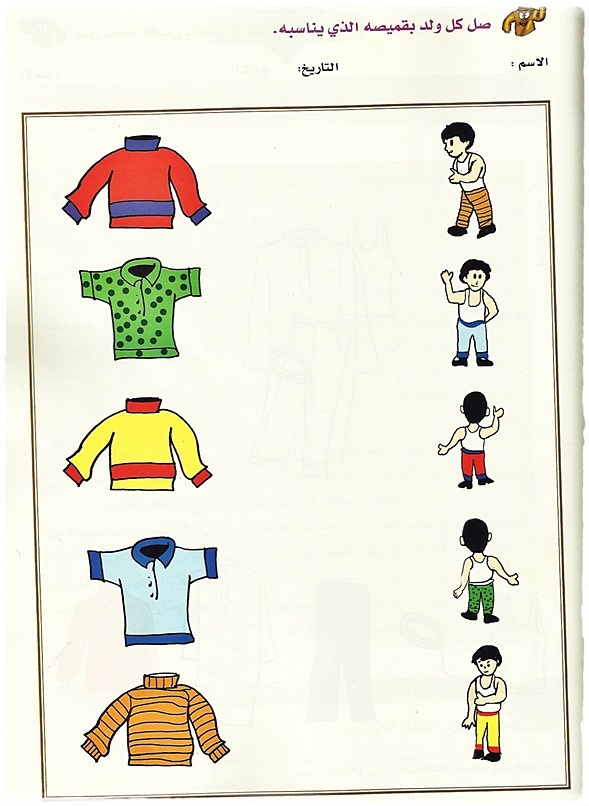 صل كل ولد بقميصه الذي يناسبه.
الاسم : التاريخ: